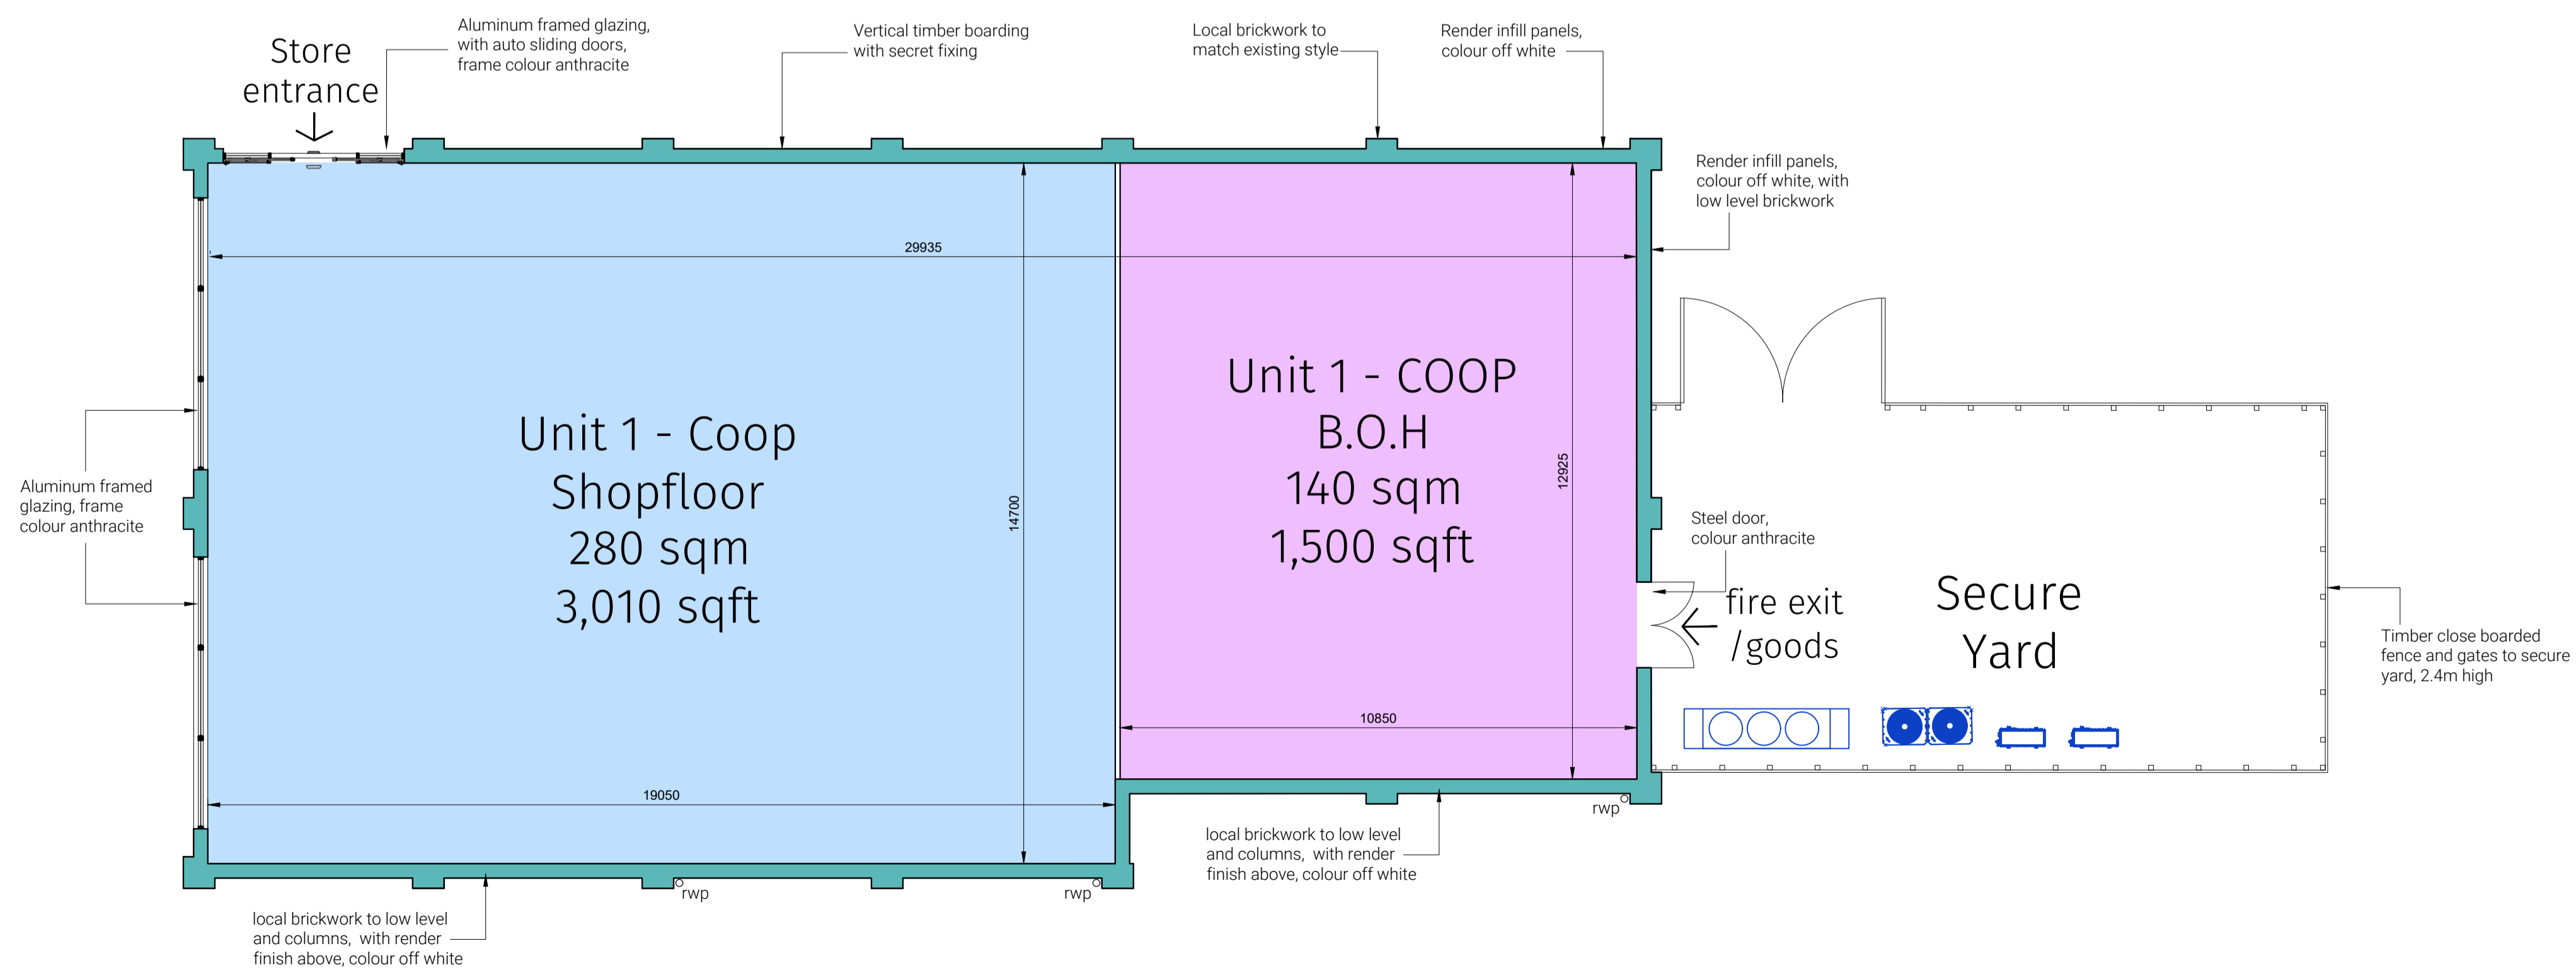 Store
entrance
Aluminum framed glazing,
with auto sliding doors,
frame colour anthracite
Vertical timber boarding
with secret fixing
Local brickwork to
match existing style
Render infill panels,
colour off white
Render infill panels,
colour off white, with
low level brickwork
29935
Unit 1 - Coop
Shopfloor
280 sqm
3,010 sqft
14700
Unit 1 - COOP
B.O.H
140 sqm
1,500 sqft
12925
Aluminum framed
glazing, frame
colour anthracite
Steel door,
colour anthracite
fire exit
/goods
Secure
Yard
Timber close boarded
fence and gates to secure
yard, 2.4m high
10850
19050
rwp
local brickwork to low level
and columns, with render
finish above, colour off white
rwp
rwp
local brickwork to low level
and columns, with render
finish above, colour off white